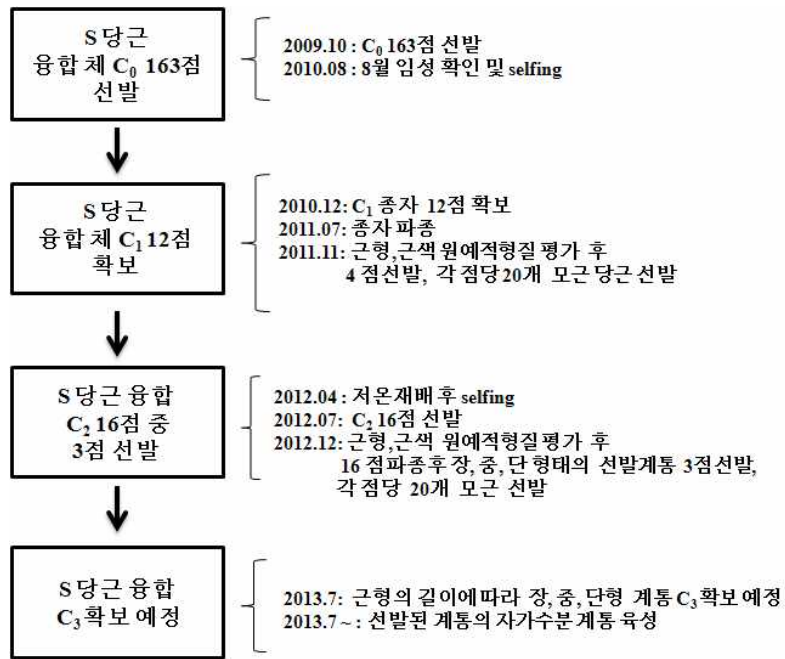 S 당근
융합 체 C₀ 163점
선발
2009.10 : C₀ 163점 선발
2010.08 : 8월 임성 확인 및 selfing
S 당근
융합 체 C₁ 12점
확보
2010.12: C₁ 종자 12점 확보
2011.07: 종자 파종
2011.11: 근형,근색 원예적형질 평가 후
4 점선발, 각 점당 20개 모근 당근 선발
S 당근 융합
C₂ 16점 중
3점 선발
2012.04 : 저온재배 후 selfing
2012.07: C₂ 16점 선발
2012.12: 근형,근색 원예적형질평가 후
16 점파종후 장, 중, 단 형태의 선발계통 3점선발,
각 점당 20개 모근 선발
S 당근 융합
C₃ 확보 예정
2013.7: 근형의 길이에따라 장, 중, 단형 계통 C₃ 확보 예정
2013.7 ~ : 선발된 계통의 자가수분 계통 육성